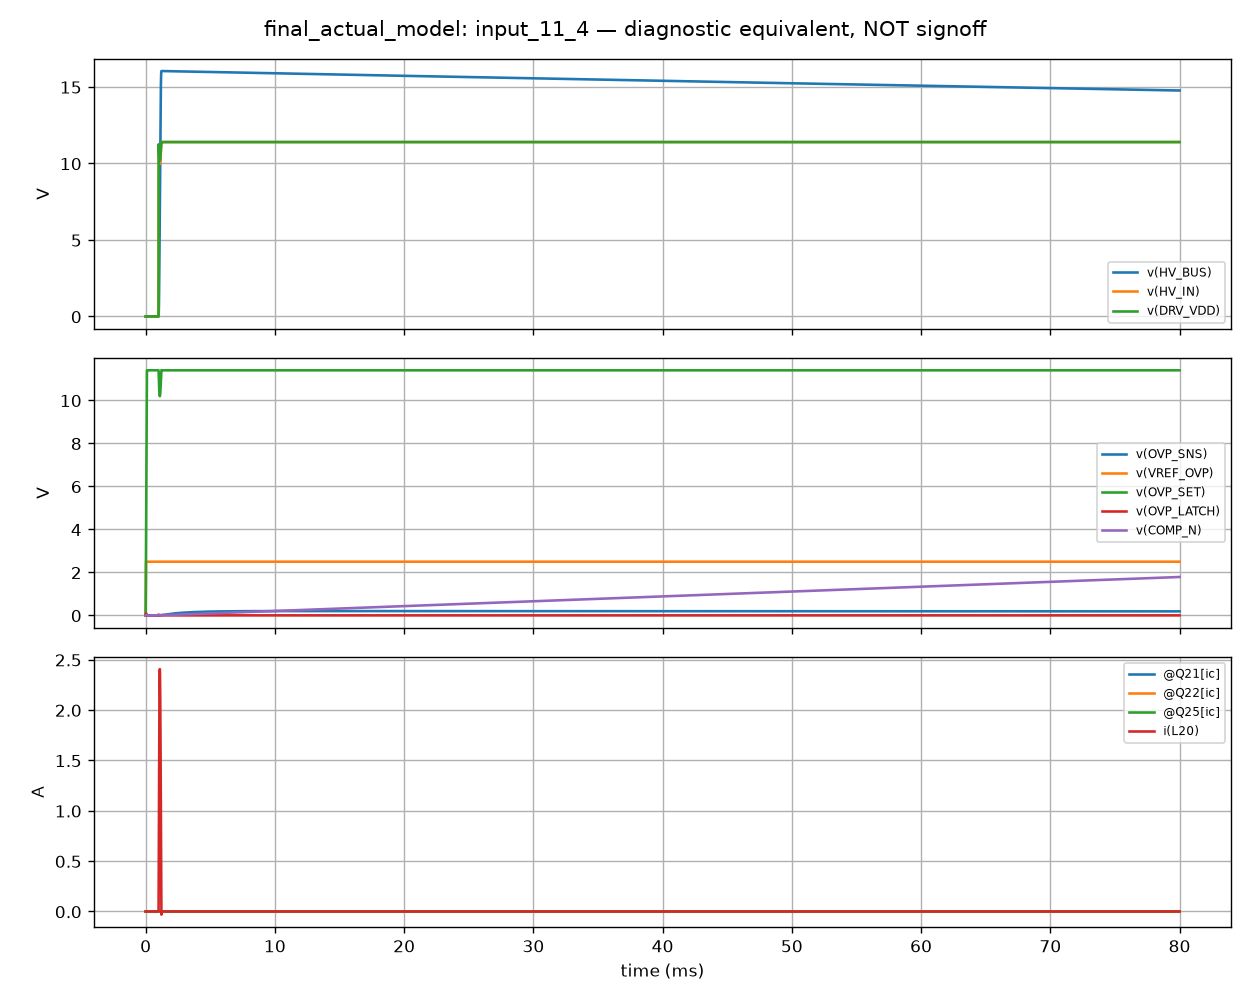 final_actual_model: input_11_4 — diagnostic equivalent, NOT signoff
15
10
5
0
V
v(HV_BUS)
v(HV_IN)
v(DRV_VDD)
10
8
6
4
2
0
V
v(OVP_SNS)
v(VREF_OVP)
v(OVP_SET)
v(OVP_LATCH)
v(COMP_N)
2.5
2.0
1.5
1.0
0.5
0.0
A
@Q21[ic]
@Q22[ic]
@Q25[ic]
i(L20)
0 10 20 30 40 50 60 70 80
time (ms)